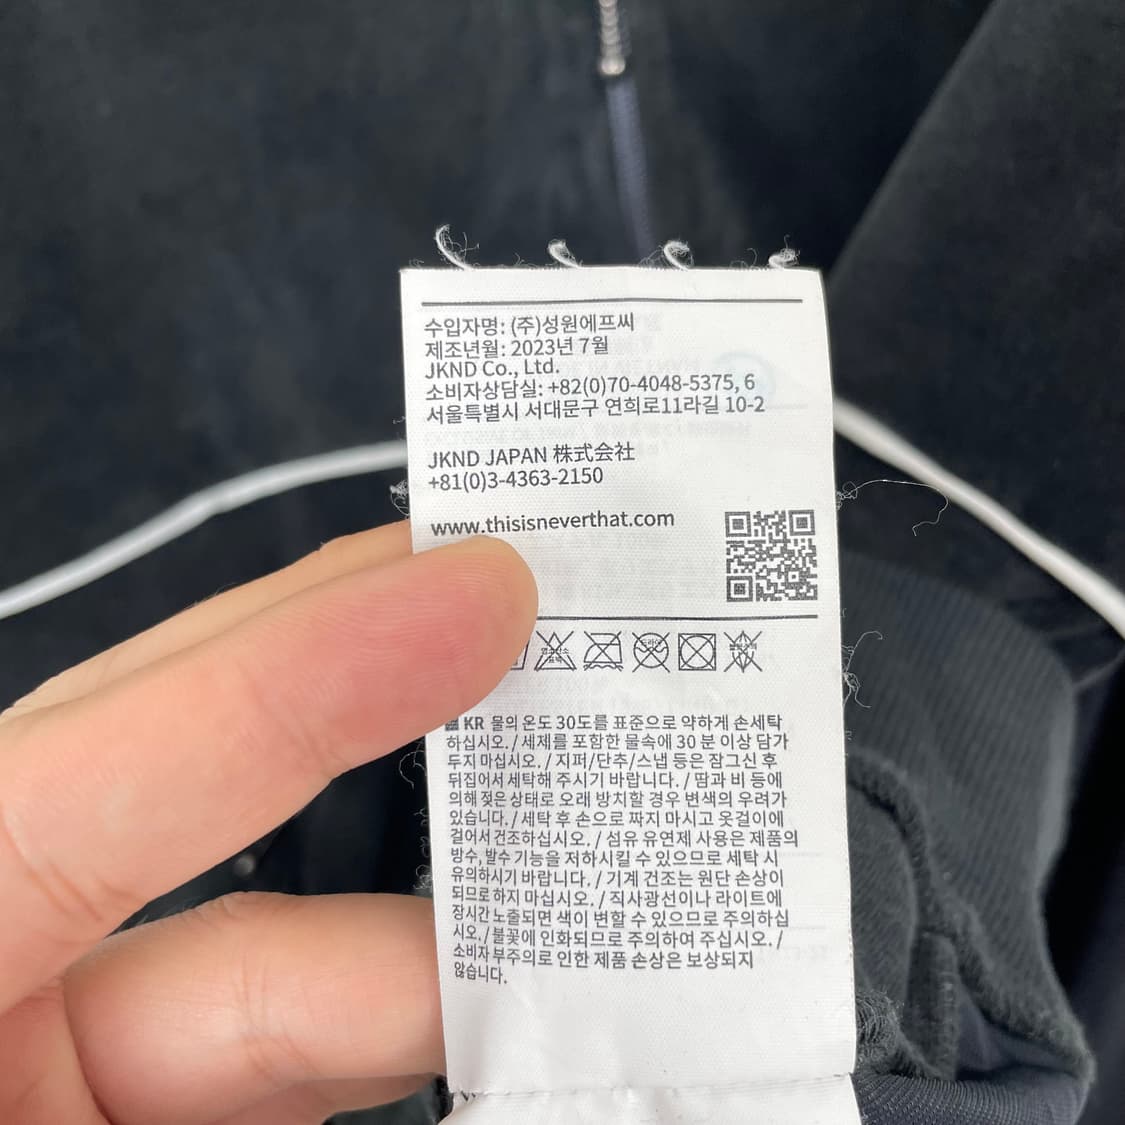 수입자명: (주)성원에프씨
제조년월: 2023년 7월
JKND Co., Ltd.
소비자상담실: +82(0)70-4048-5375, 6
서울특별시 서대문구 연희로11라길 10-2
JKND JAPAN 株式会社
+81(0)3-4363-2150
www.thisisneverthat.com
드라이
KR 물의 온도 30도를 표준으로 약하게 손세탁
하십시오. / 세제를 포함한 물속에 30 분 이상 담가
두지 마십시오. / 지퍼/단추/스냅 등은 잠그신 후
뒤집어서 세탁해 주시기 바랍니다. / 땀과 비 등에
의해 젖은 상태로 오래 방치할 경우 변색의 우려가
있습니다. / 세탁 후 손으로 짜지 마시고 옷걸이에
걸어서 건조하십시오. / 섬유 유연제 사용은 제품의
방수, 발수 기능을 저하시킬 수 있으므로 세탁 시
유의하시기 바랍니다. / 기계 건조는 원단 손상이
되므로 하지 마십시오. / 직사광선이나 라이트에
장시간 노출되면 색이 변할 수 있으므로 주의하십
시오. / 불꽃에 인화되므로 주의하여 주십시오. /
소비자 부주의로 인한 제품 손상은 보상되지
않습니다.